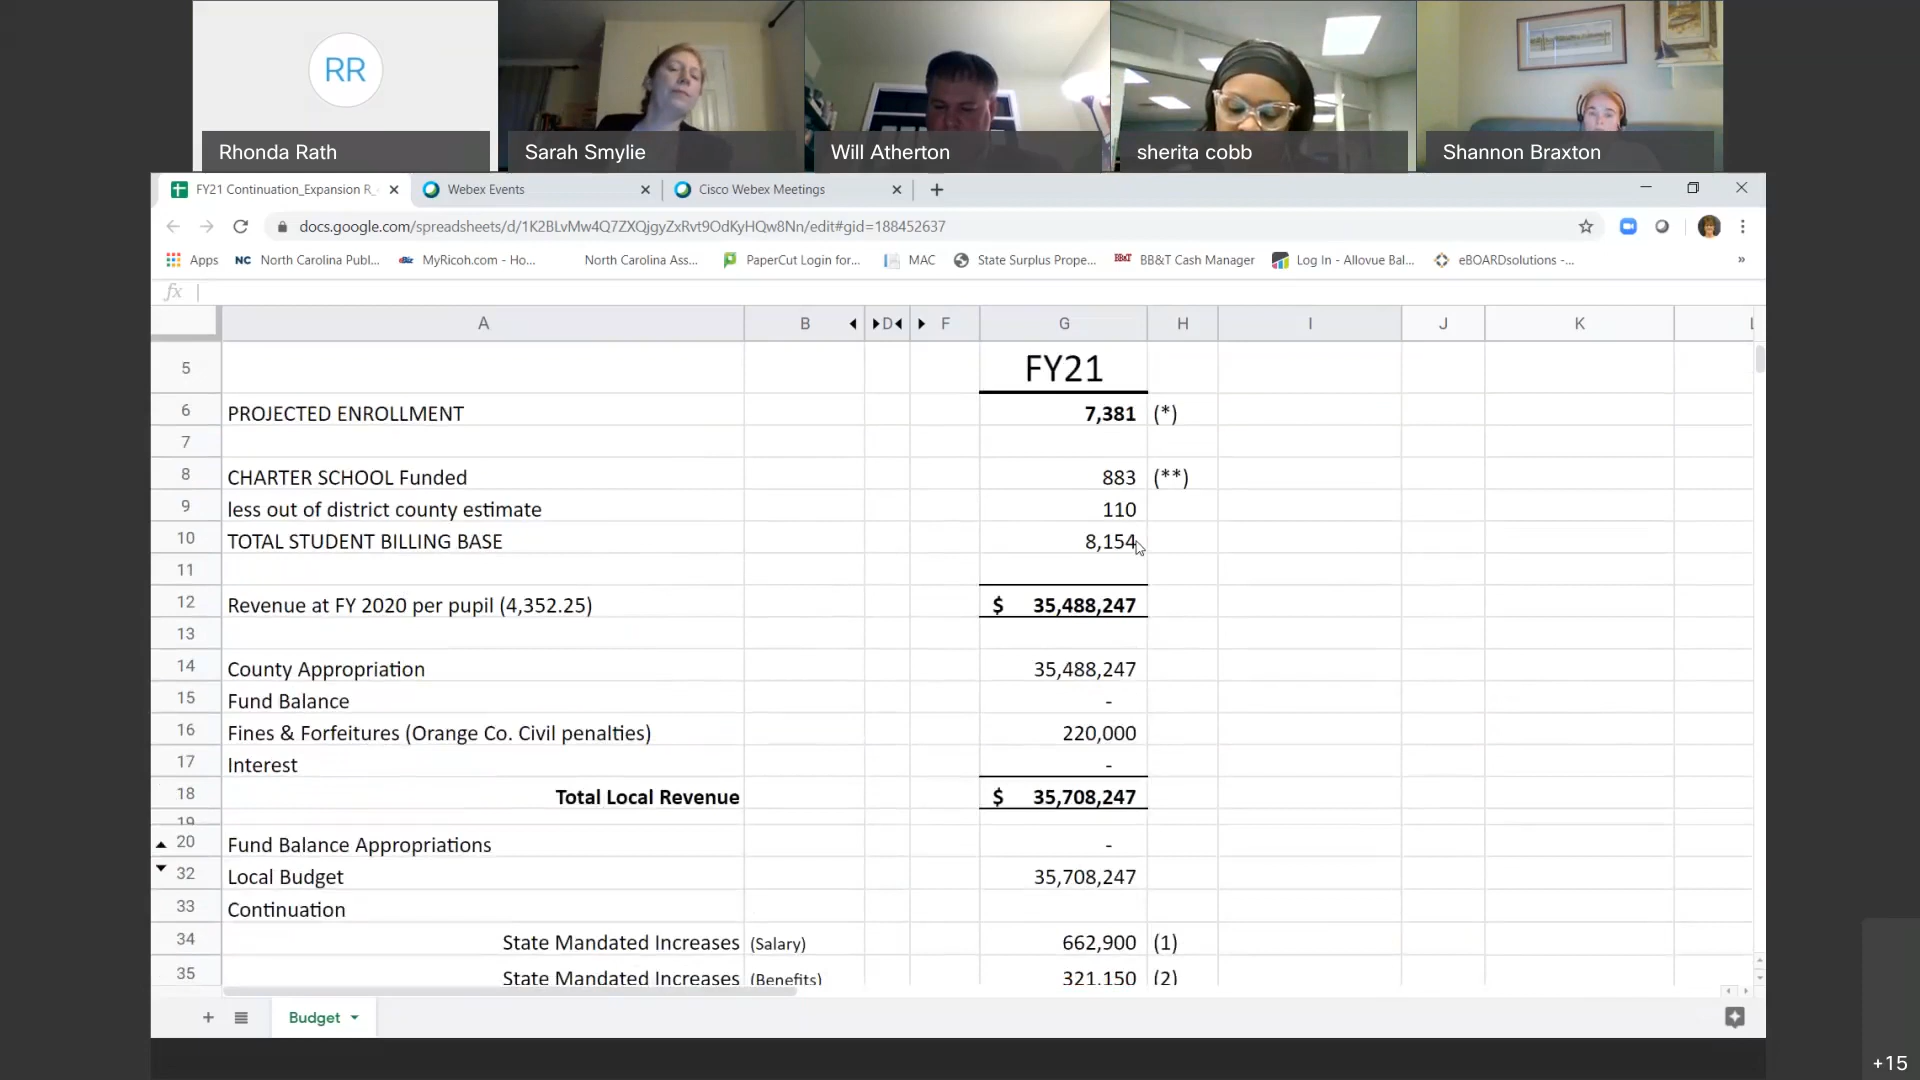 RR
Rhonda Rath
Sarah Smylie
Will Atherton
sherita cobb
Shannon Braxton
FY21 Continuation_Expansion R_
Webex Events
Cisco Webex Meetings
docs.google.com/spreadsheets/d/1K2BLvMw4Q7ZXQjgyZxRvt9OdKyHQw8Nn/edit#gid=188452637
Apps
NC North Carolina Publ...
eBiz MyRicoh.com - Ho...
North Carolina Ass...
PaperCut Login for...
MAC
State Surplus Prope...
BB&T BB&T Cash Manager
Log In - Allovue Bal...
eBOARDsolutions -...
»
fx
A B D F G H I J K L
5 FY21
6 PROJECTED ENROLLMENT 7,381 (*)
7
8 CHARTER SCHOOL Funded 883 (**)
9 less out of district county estimate 110
10 TOTAL STUDENT BILLING BASE 8,154
11
12 Revenue at FY 2020 per pupil (4,352.25) $ 35,488,247
13
14 County Appropriation 35,488,247
15 Fund Balance -
16 Fines & Forfeitures (Orange Co. Civil penalties) 220,000
17 Interest -
18 Total Local Revenue $ 35,708,247
19
20 Fund Balance Appropriations -
32 Local Budget 35,708,247
33 Continuation
34 State Mandated Increases (Salary) 662,900 (1)
35 State Mandated Increases (Benefits) 321,150 (2)
Budget
+15